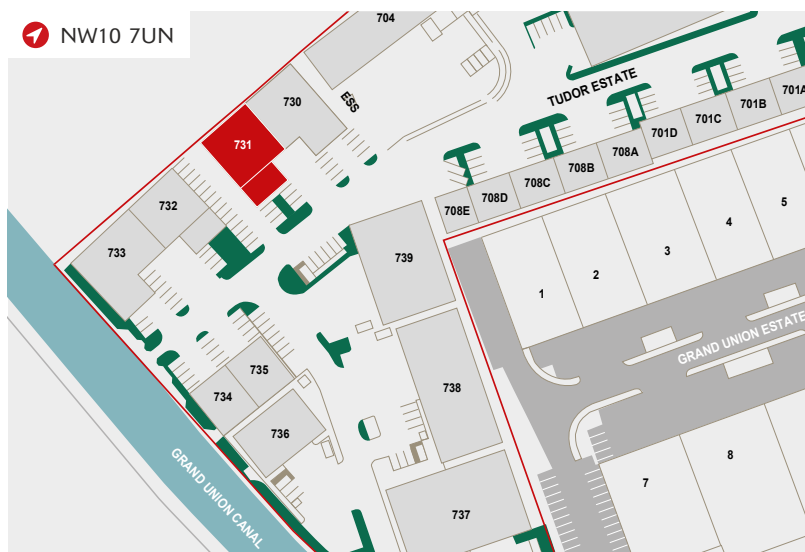 NW10 7UN
704
ESS
TUDOR ESTATE
730
731
701A
701B
701C
701D
708A
708B
708C
708D
708E
732
733
739
5
4
3
2
1
GRAND UNION ESTATE
735
734
738
736
8
7
737
GRAND UNION CANAL